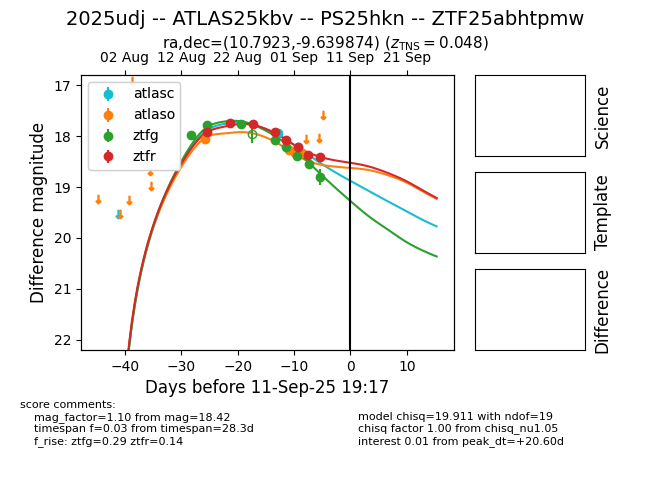 2025udj -- ATLAS25kbv -- PS25hkn -- ZTF25abhtpmw
ra,dec=(10.7923,-9.639874) (zTNS = 0.048)
02 Aug 12 Aug 22 Aug 01 Sep 11 Sep 21 Sep
atlasc
atlaso
ztfg
ztfr
17
18
19
20
21
22
Difference magnitude
−40 −30 −20 −10 0 10
Days before 11-Sep-25 19:17
Science
Template
Difference
score comments:
mag_factor=1.10 from mag=18.42
timespan f=0.03 from timespan=28.3d
f_rise: ztfg=0.29 ztfr=0.14
model chisq=19.911 with ndof=19
chisq factor 1.00 from chisq_nu1.05
interest 0.01 from peak_dt=+20.60d